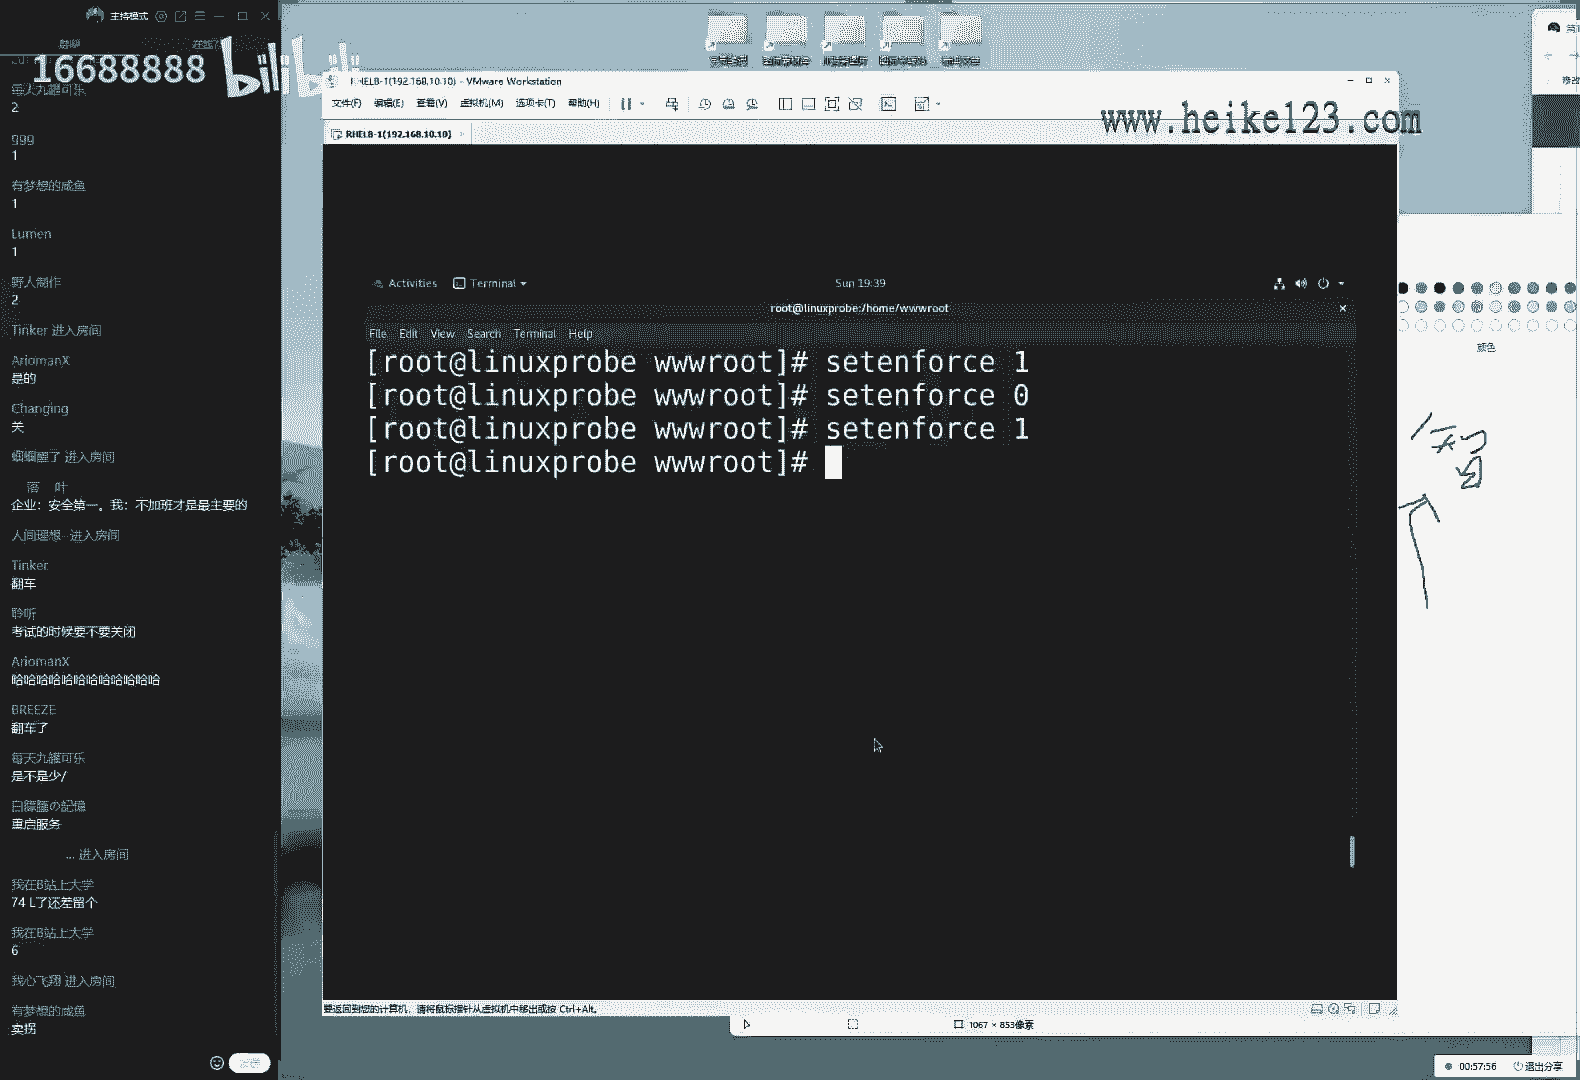 主持模式
16688888
bilibili
每天九罐可乐
2
ggg
1
有梦想的咸鱼
1
Lumen
1
野人制作
2
Tinker 进入房间
ArjomanX
是的
Changing
关
蝈蝈醒了 进入房间
落 叶
企业：安全第一。我：不加班才是最主要的
人间理想 进入房间
Tinker
翻车
聆听
考试的时候要不要关闭
ArjomanX
哈哈哈哈哈哈哈哈哈哈哈哈
BREEZE
翻车了
每天九罐可乐
是不是少/
重启服务
... 进入房间
我在B站上大学
74 L了还差留个
我在B站上大学
6
我心飞翔 进入房间
有梦想的咸鱼
卖拐
RHEL8-1(192.168.10.10) - VMware Workstation
文件(F) 编辑(E) 查看(V) 虚拟机(M) 选项卡(T) 帮助(H)
www.heike123.com
RHEL8-1(192.168.10.10)
Activities Terminal Sun 19:39
root@linuxprobe:/home/wwwroot
File Edit View Search Terminal Help
[root@linuxprobe wwwroot]# setenforce 1
[root@linuxprobe wwwroot]# setenforce 0
[root@linuxprobe wwwroot]# setenforce 1
[root@linuxprobe wwwroot]#
颜色
要返回到您的计算机，请将鼠标指针从虚拟机中移出或按 Ctrl+Alt。
1067 × 853像素
00:57:56 退出分享